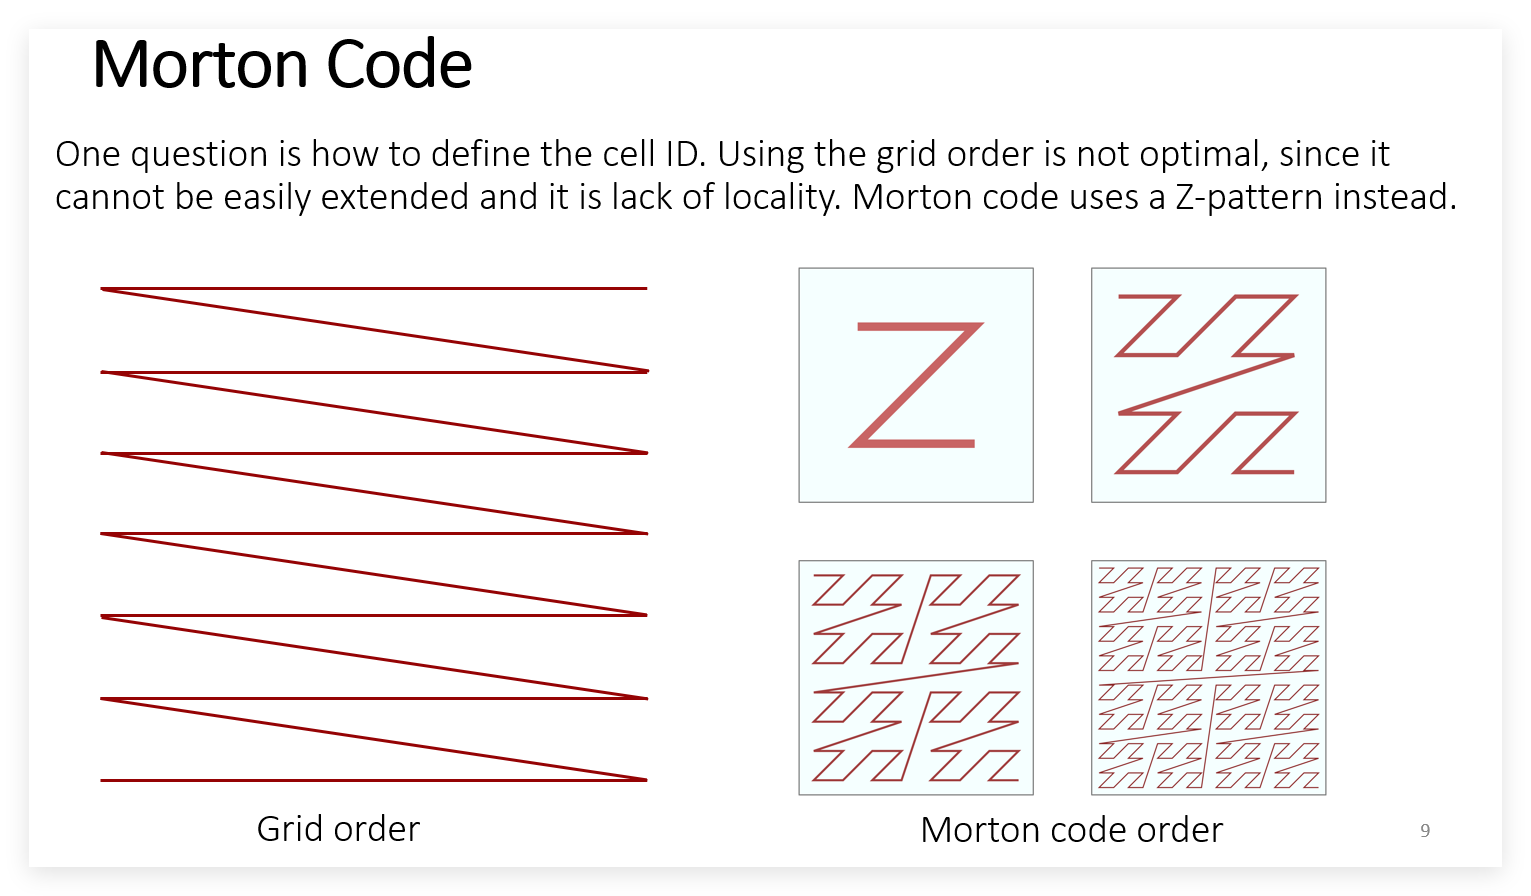 Morton Code
One question is how to define the cell ID. Using the grid order is not optimal, since it
cannot be easily extended and it is lack of locality. Morton code uses a Z-pattern instead.
Grid order
Morton code order
9